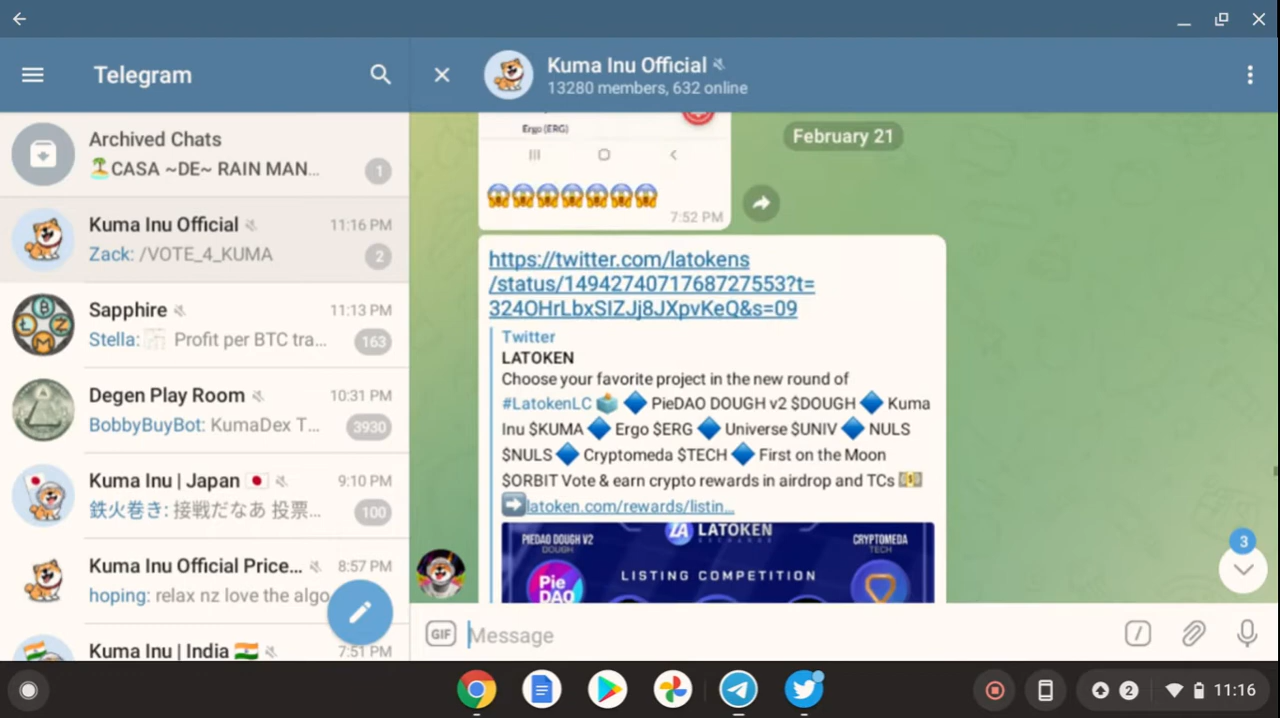 Telegram
Archived Chats
🏝️CASA ~DE~ RAIN MAN...
1
Kuma Inu Official
11:16 PM
Zack: /VOTE_4_KUMA
2
Sapphire
11:13 PM
Stella: Profit per BTC tra...
163
Degen Play Room
10:31 PM
BobbyBuyBot: KumaDex T...
3930
Kuma Inu | Japan 🇯🇵
9:10 PM
鉄火巻き: 接戦だなあ 投票...
100
Kuma Inu Official Price...
8:57 PM
hoping: relax nz love the algo
Kuma Inu | India 🇮🇳
7:51 PM
Kuma Inu Official
13280 members, 632 online
February 21
Ergo (ERG)
😱😱😱😱😱😱😱
7:52 PM
https://twitter.com/latokens
/status/1494274071768727553?t=
324OHrLbxSIZJj8JXpvKeQ&s=09
Twitter
LATOKEN
Choose your favorite project in the new round of
#LatokenLC 🗳️ 🔷 PieDAO DOUGH v2 $DOUGH 🔷 Kuma
Inu $KUMA 🔷 Ergo $ERG 🔷 Universe $UNIV 🔷 NULS
$NULS 🔷 Cryptomeda $TECH 🔷 First on the Moon
$ORBIT Vote & earn crypto rewards in airdrop and TCs 💴
➡️latoken.com/rewards/listin...
PIEDAO DOUGH V2
DOUGH
LA LATOKEN
EXCHANGE
CRYPTOMEDA
TECH
LISTING COMPETITION
Pie
DAO
3
GIF
Message
/
2
11:16